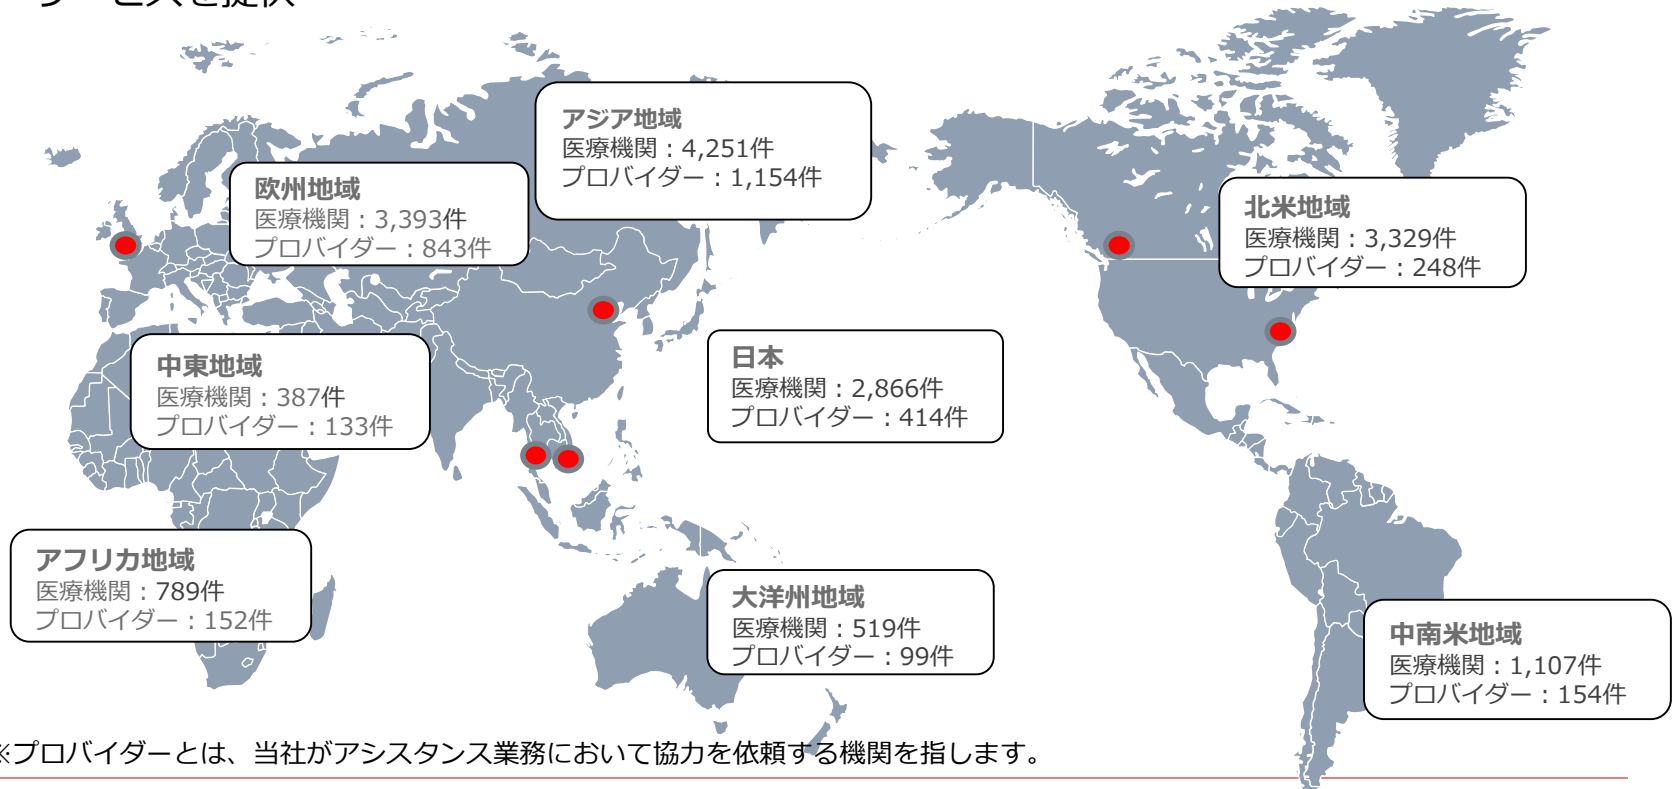 サービスを提供
アジア地域
医療機関：4,251件
プロバイダー：1,154件
欧州地域
医療機関：3,393件
プロバイダー：843件
北米地域
医療機関：3,329件
プロバイダー：248件
中東地域
医療機関：387件
プロバイダー：133件
日本
医療機関：2,866件
プロバイダー：414件
アフリカ地域
医療機関：789件
プロバイダー：152件
大洋州地域
医療機関：519件
プロバイダー：99件
中南米地域
医療機関：1,107件
プロバイダー：154件
※プロバイダーとは、当社がアシスタンス業務において協力を依頼する機関を指します。